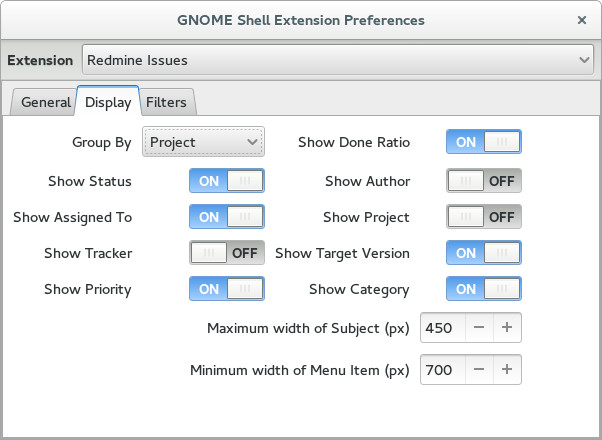 GNOME Shell Extension Preferences ×
Extension Redmine Issues
General Display Filters
Group By Project Show Done Ratio ON
Show Status ON Show Author OFF
Show Assigned To ON Show Project OFF
Show Tracker OFF Show Target Version ON
Show Priority ON Show Category ON
Maximum width of Subject (px) 450 − +
Minimum width of Menu Item (px) 700 − +